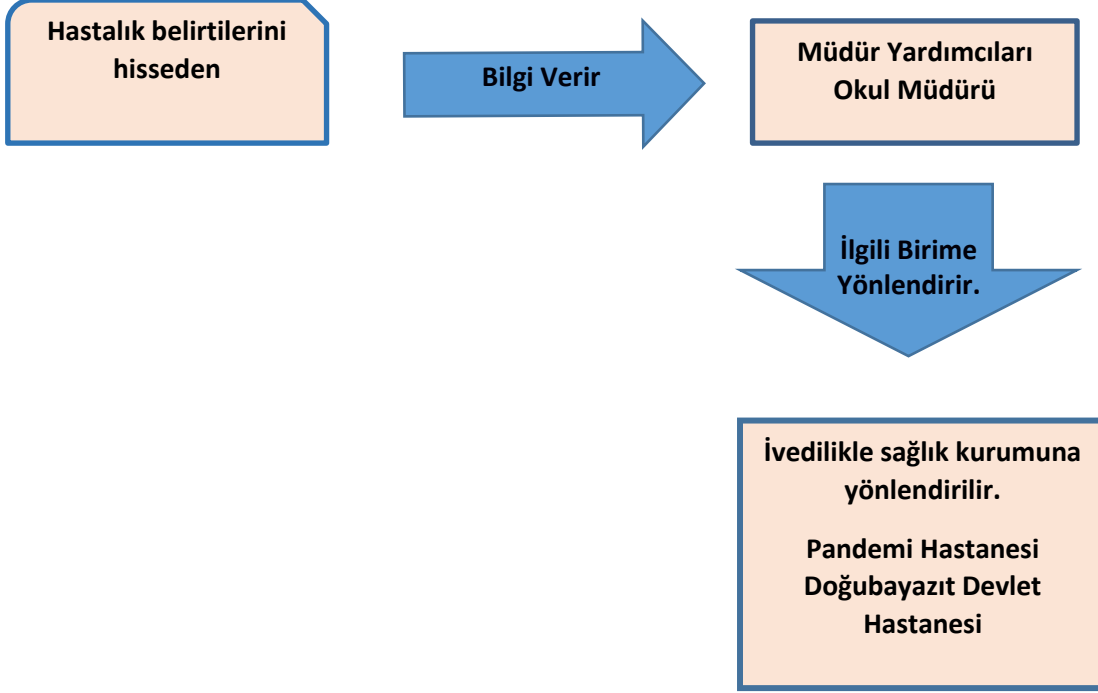 Hastalık belirtilerini
hisseden
Bilgi Verir
Müdür Yardımcıları
Okul Müdürü
İlgili Birime
Yönlendirir.
İvedilikle sağlık kurumuna
yönlendirilir.
Pandemi Hastanesi
Doğubayazıt Devlet
Hastanesi